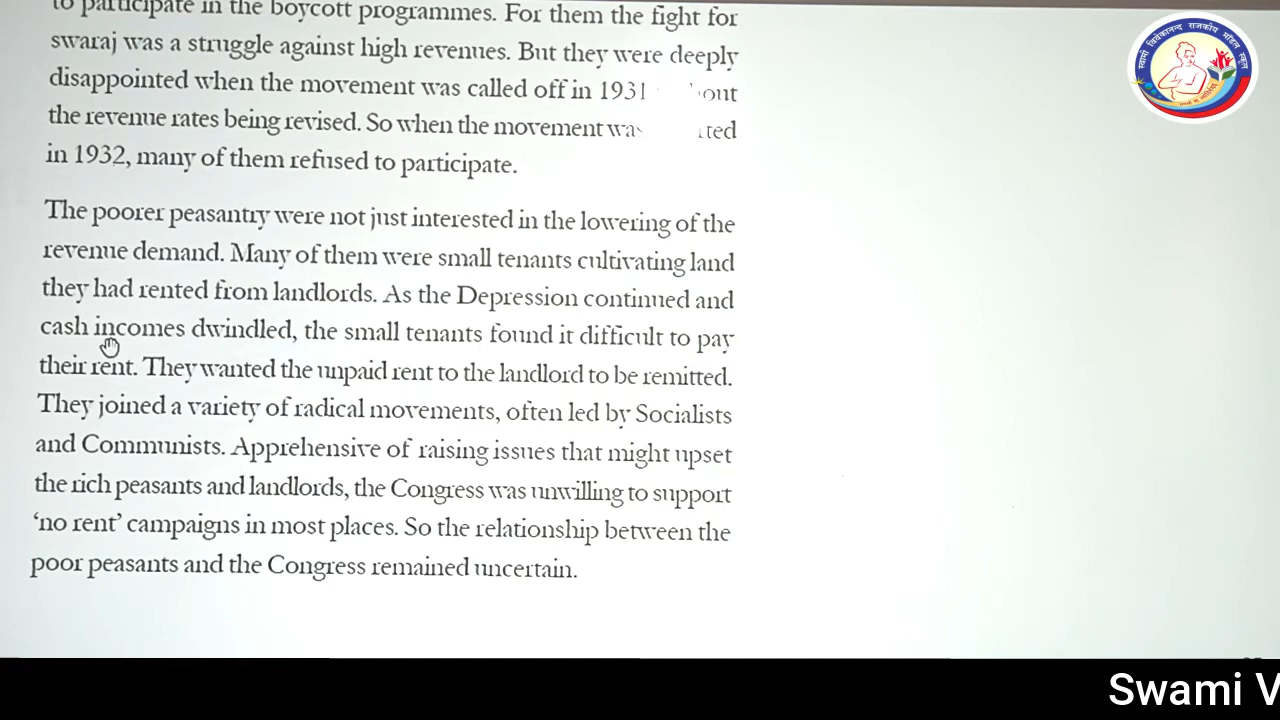 to participate in the boycott programmes. For them the fight for
swaraj was a struggle against high revenues. But they were deeply
disappointed when the movement was called off in 1931
the revenue rates being revised. So when the movement was
in 1932, many of them refused to participate.
The poorer peasantry were not just interested in the lowering of the
revenue demand. Many of them were small tenants cultivating land
they had rented from landlords. As the Depression continued and
cash incomes dwindled, the small tenants found it difficult to pay
their rent. They wanted the unpaid rent to the landlord to be remitted.
They joined a variety of radical movements, often led by Socialists
and Communists. Apprehensive of raising issues that might upset
the rich peasants and landlords, the Congress was unwilling to support
‘no rent’ campaigns in most places. So the relationship between the
poor peasants and the Congress remained uncertain.
स्वामी विवेकानन्द राजकीय मॉडल स्कूल
Swami V